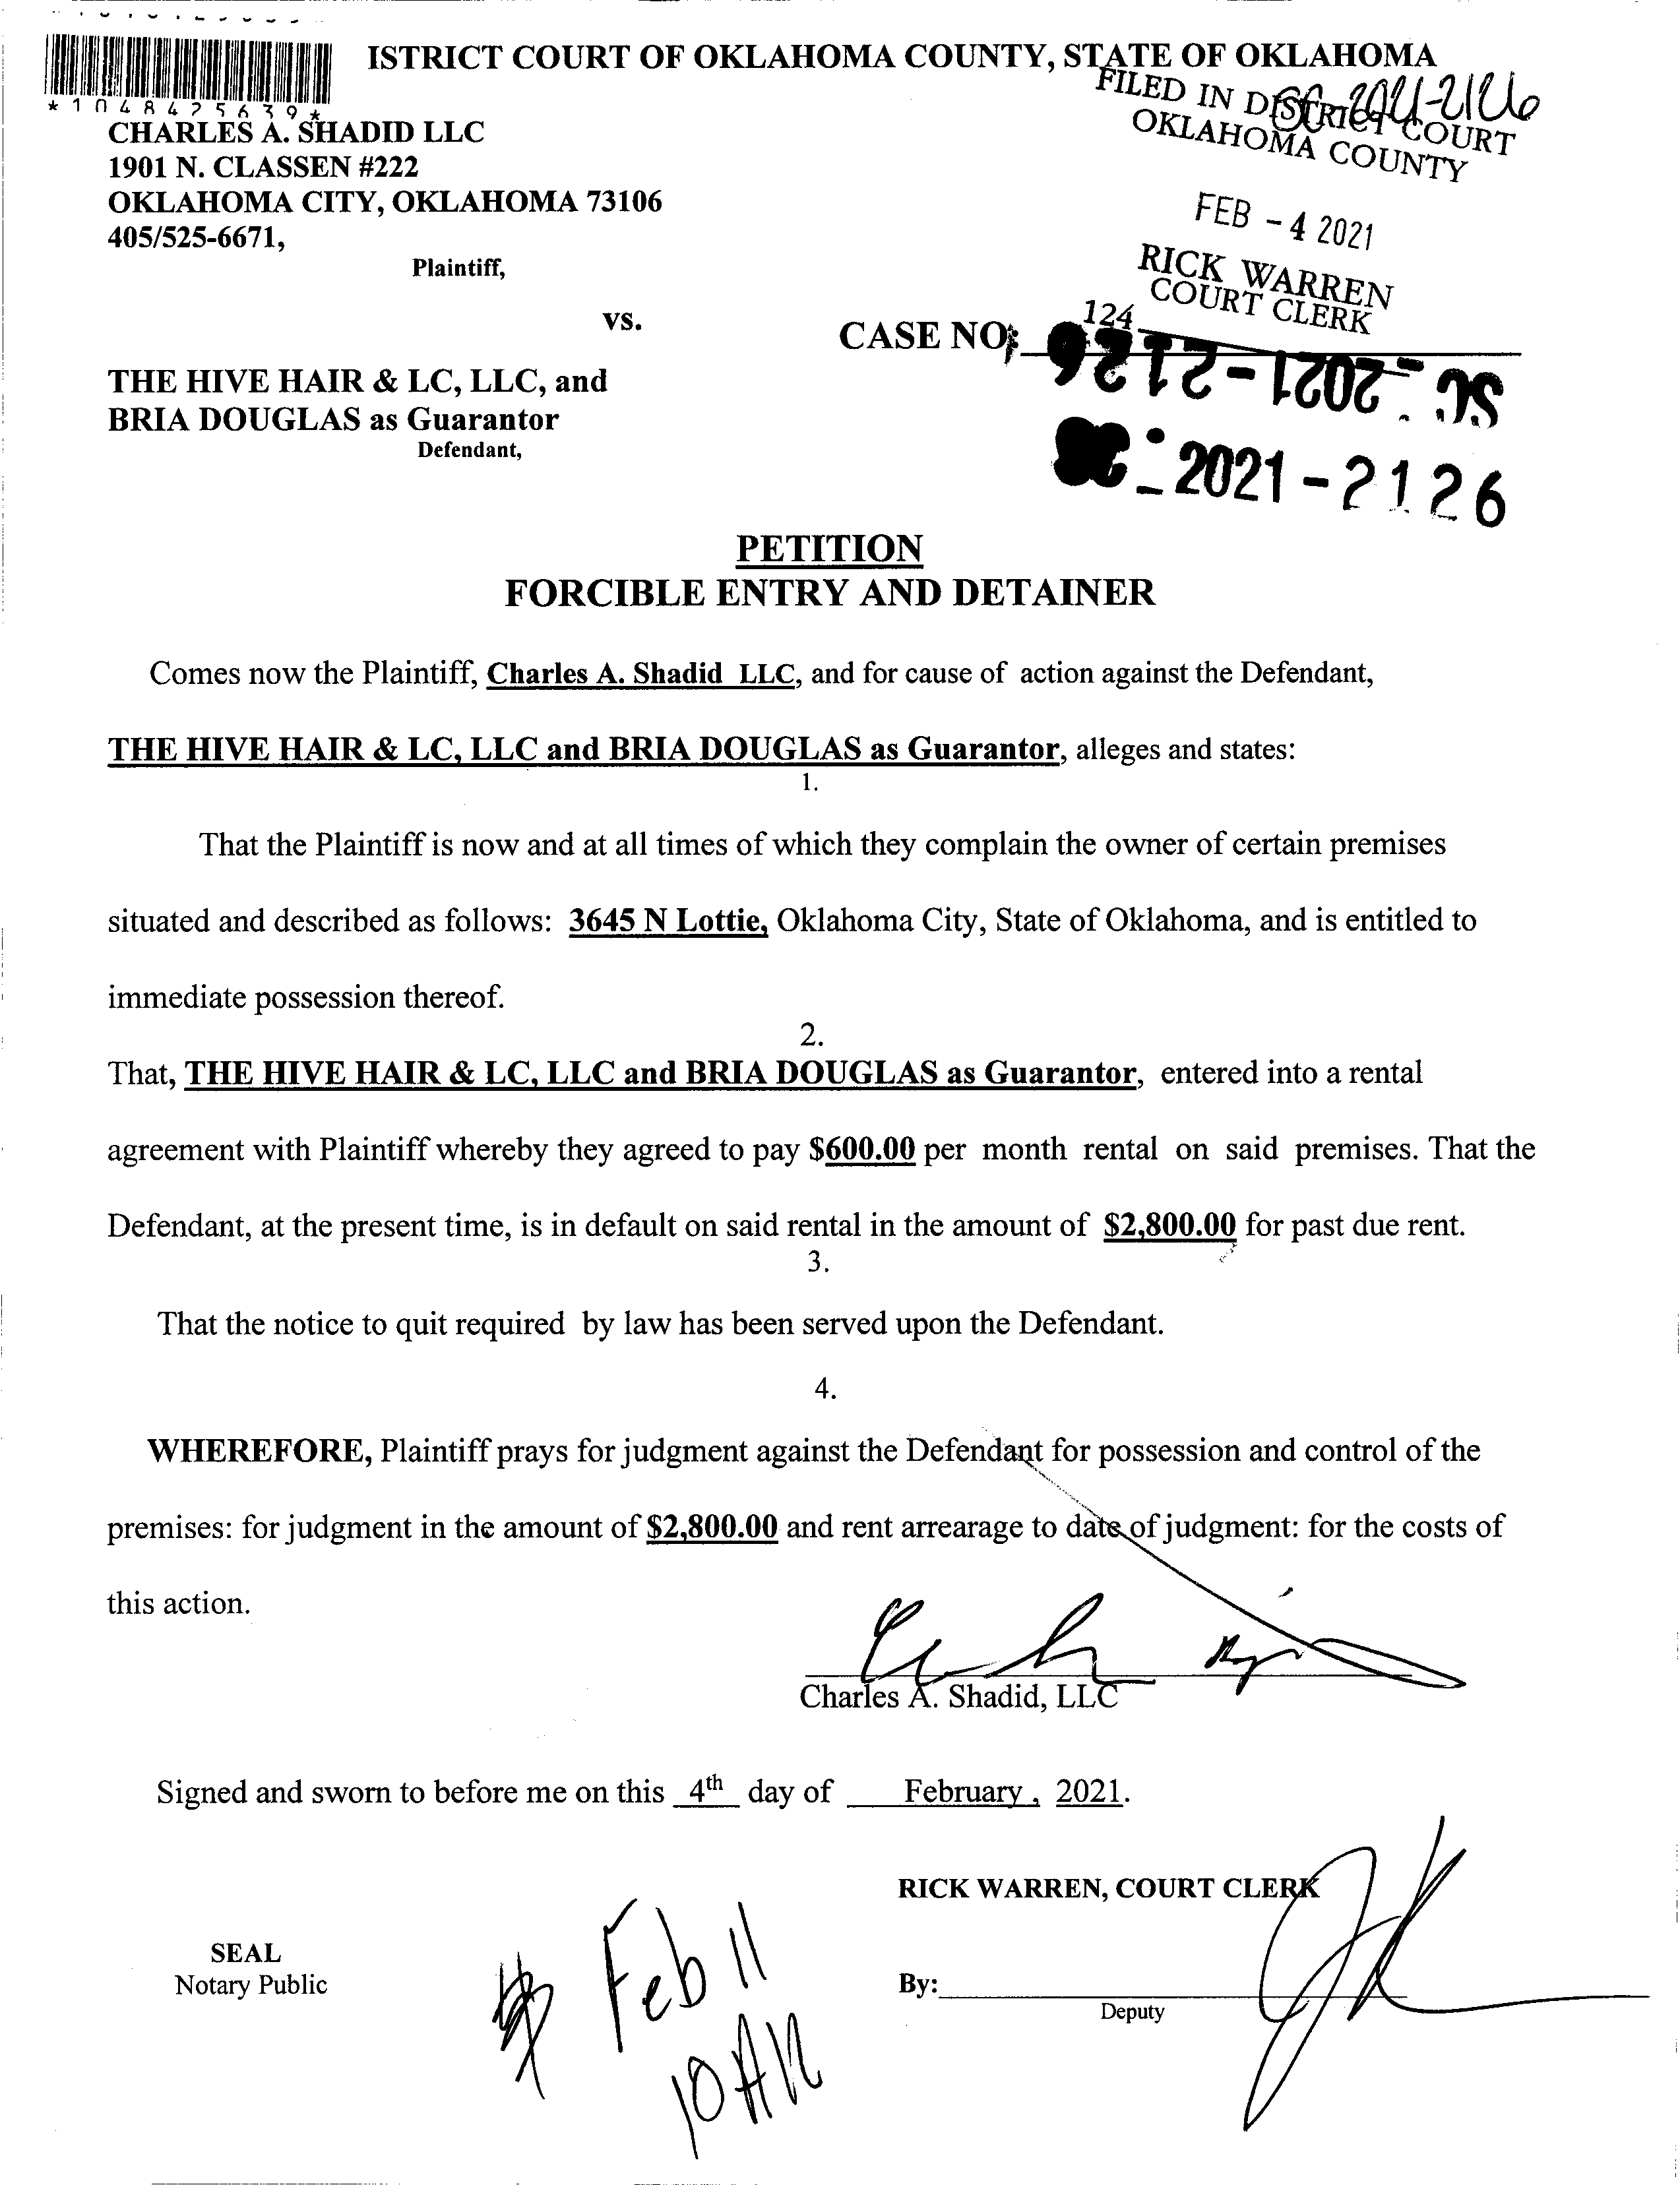 ISTRICT COURT OF OKLAHOMA COUNTY, STATE OF OKLAHOMA
*1048425639*
SC-2021-2126
FILED IN DISTRICT COURT
OKLAHOMA COUNTY
CHARLES A. SHADID LLC
1901 N. CLASSEN #222
OKLAHOMA CITY, OKLAHOMA 73106
405/525-6671,
Plaintiff,
FEB - 4 2021
RICK WARREN
COURT CLERK
124
vs.
CASE NO:
SC - 2021 - 2126
THE HIVE HAIR & LC, LLC, and
BRIA DOUGLAS as Guarantor
Defendant,
- 2021 - 2126
PETITION
FORCIBLE ENTRY AND DETAINER
Comes now the Plaintiff, Charles A. Shadid LLC, and for cause of action against the Defendant,
THE HIVE HAIR & LC, LLC and BRIA DOUGLAS as Guarantor, alleges and states:
1.
That the Plaintiff is now and at all times of which they complain the owner of certain premises
situated and described as follows: 3645 N Lottie, Oklahoma City, State of Oklahoma, and is entitled to
immediate possession thereof.
2.
That, THE HIVE HAIR & LC, LLC and BRIA DOUGLAS as Guarantor, entered into a rental
agreement with Plaintiff whereby they agreed to pay $600.00 per month rental on said premises. That the
Defendant, at the present time, is in default on said rental in the amount of $2,800.00 for past due rent.
3.
That the notice to quit required by law has been served upon the Defendant.
4.
WHEREFORE, Plaintiff prays for judgment against the Defendant for possession and control of the
premises: for judgment in the amount of $2,800.00 and rent arrearage to date of judgment: for the costs of
this action.
Charles A. Shadid, LLC
Signed and sworn to before me on this 4th day of February , 2021.
RICK WARREN, COURT CLERK
SEAL
Notary Public
By:
Deputy
Feb 11
10 AM